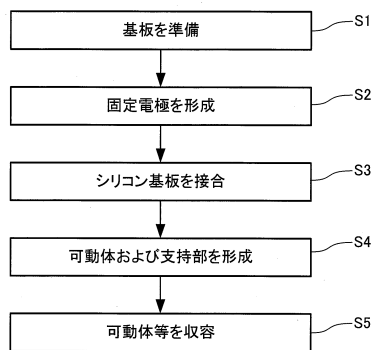 基板を準備 S1
固定電極を形成 S2
シリコン基板を接合 S3
可動体および支持部を形成 S4
可動体等を収容 S5